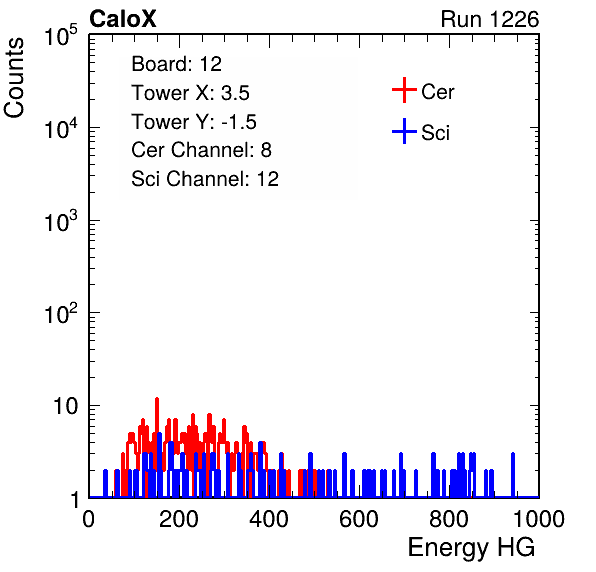 CaloX Run 1226
Counts
10^5
10^4
10^3
10^2
10
1
Board: 12
Tower X: 3.5
Tower Y: -1.5
Cer Channel: 8
Sci Channel: 12
Cer
Sci
0 200 400 600 800 1000
Energy HG